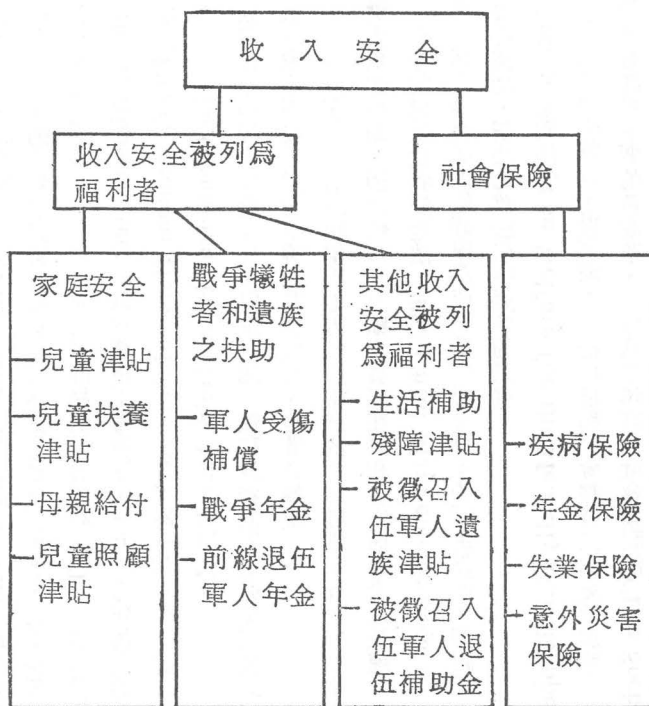 收入安全
收入安全被列爲
福利者
社會保險
家庭安全
兒童津貼
兒童扶養
津貼
母親給付
兒童照顧
津貼
戰爭犧牲
者和遺族
之扶助
軍人受傷
補償
戰爭年金
前線退伍
軍人年金
其他收入
安全被列
爲福利者
生活補助
殘障津貼
被徵召入
伍軍人遺
族津貼
被徵召入
伍軍人退
伍補助金
疾病保險
年金保險
失業保險
意外災害
保險